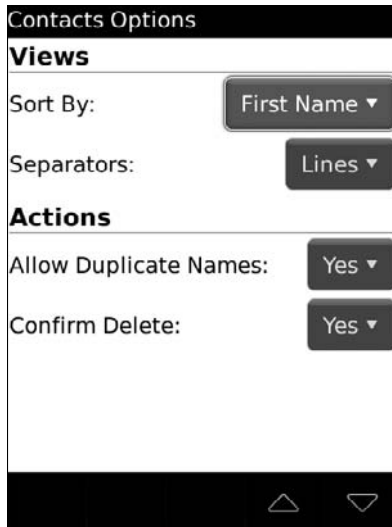 Contacts Options
Views
Sort By: First Name
Separators: Lines
Actions
Allow Duplicate Names: Yes
Confirm Delete: Yes